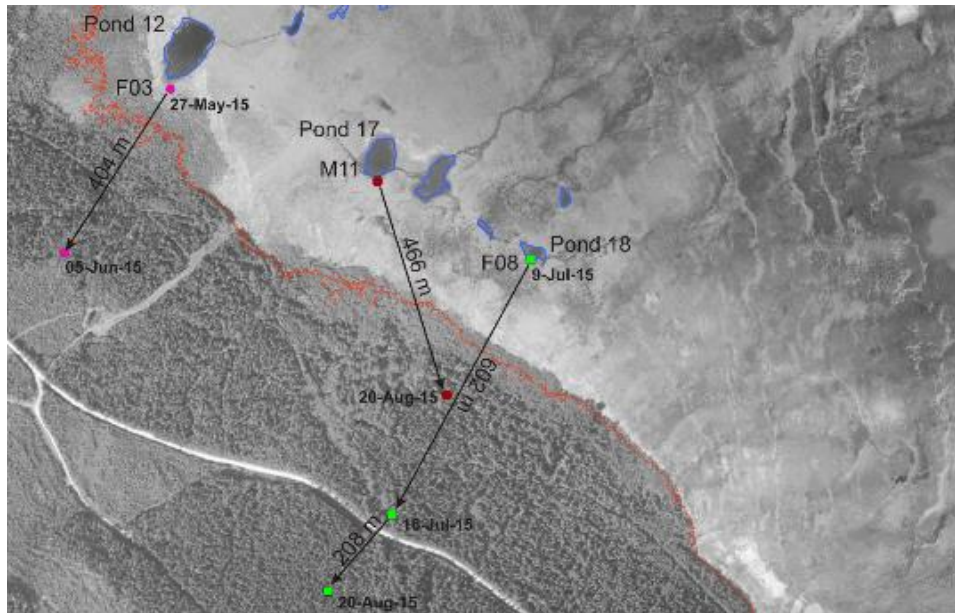 Pond 12
F03
27-May-15
404 m
05-Jun-15
Pond 17
M11
466 m
20-Aug-15
Pond 18
F08
9-Jul-15
602 m
16-Jul-15
208 m
20-Aug-15